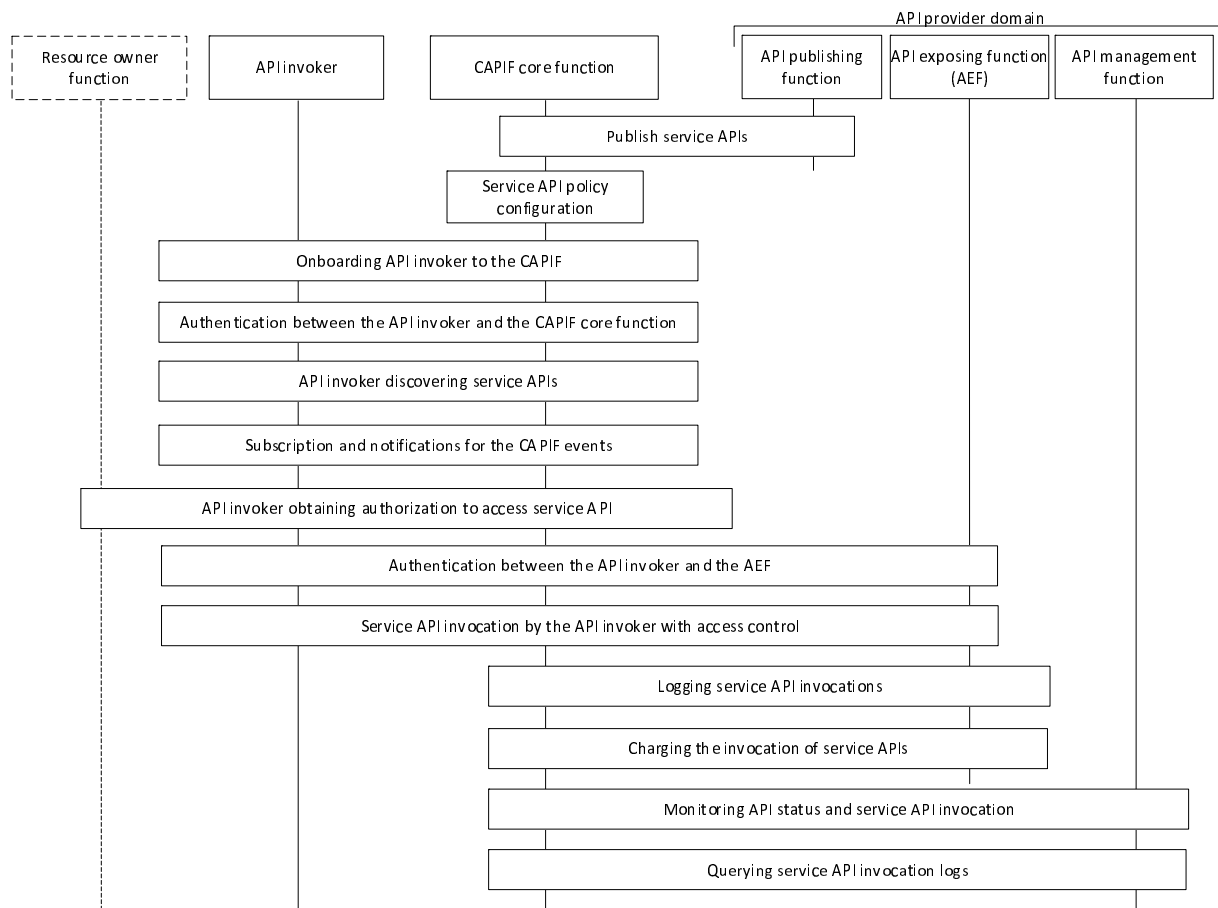 API provider domain
Resource owner
function
API invoker
CAPIF core function
API publishing
function
API exposing function
(AEF)
API management
function
Publish service APIs
Service API policy
configuration
Onboarding API invoker to the CAPIF
Authentication between the API invoker and the CAPIF core function
API invoker discovering service APIs
Subscription and notifications for the CAPIF events
API invoker obtaining authorization to access service API
Authentication between the API invoker and the AEF
Service API invocation by the API invoker with access control
Logging service API invocations
Charging the invocation of service APIs
Monitoring API status and service API invocation
Querying service API invocation logs